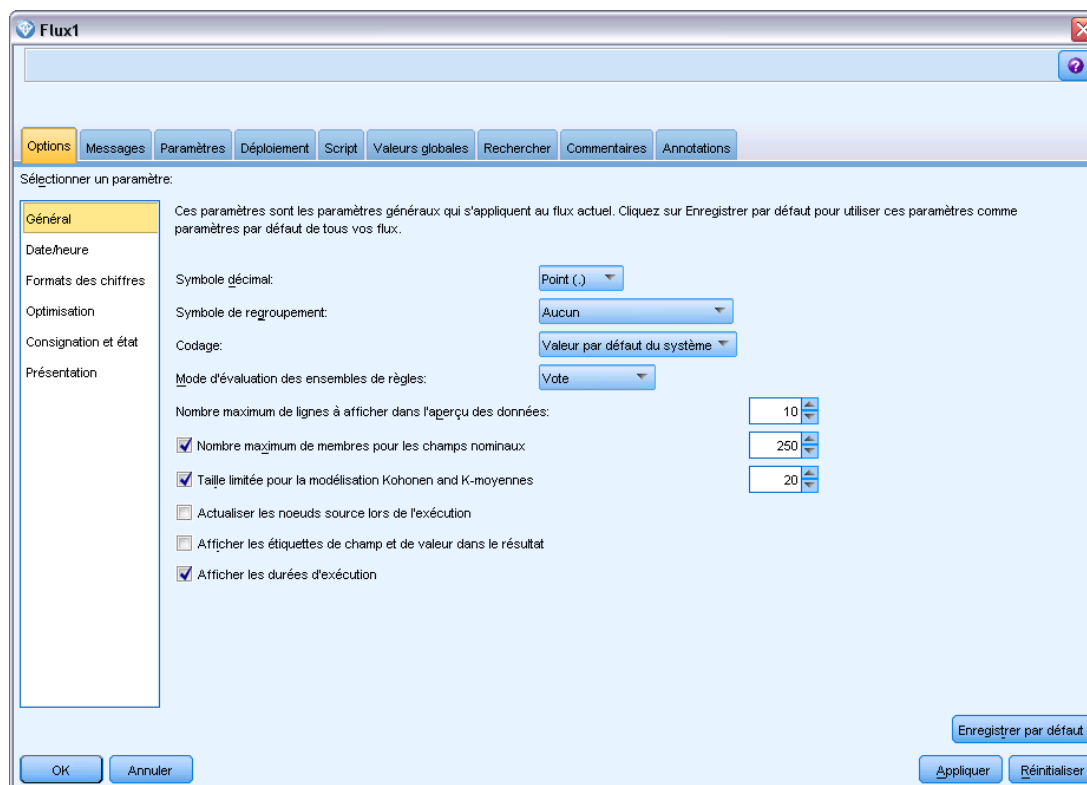 Flux1
Options Messages Paramètres Déploiement Script Valeurs globales Rechercher Commentaires Annotations
Sélectionner un paramètre:
Général
Date/heure
Formats des chiffres
Optimisation
Consignation et état
Présentation
Ces paramètres sont les paramètres généraux qui s'appliquent au flux actuel. Cliquez sur Enregistrer par défaut pour utiliser ces paramètres comme
paramètres par défaut de tous vos flux.
Symbole décimal: Point (.)
Symbole de regroupement: Aucun
Codage: Valeur par défaut du système
Mode d'évaluation des ensembles de règles: Vote
Nombre maximum de lignes à afficher dans l'aperçu des données: 10
Nombre maximum de membres pour les champs nominaux 250
Taille limitée pour la modélisation Kohonen and K-moyennes 20
Actualiser les noeuds source lors de l'exécution
Afficher les étiquettes de champ et de valeur dans le résultat
Afficher les durées d'exécution
Enregistrer par défaut
OK Annuler Appliquer Réinitialiser